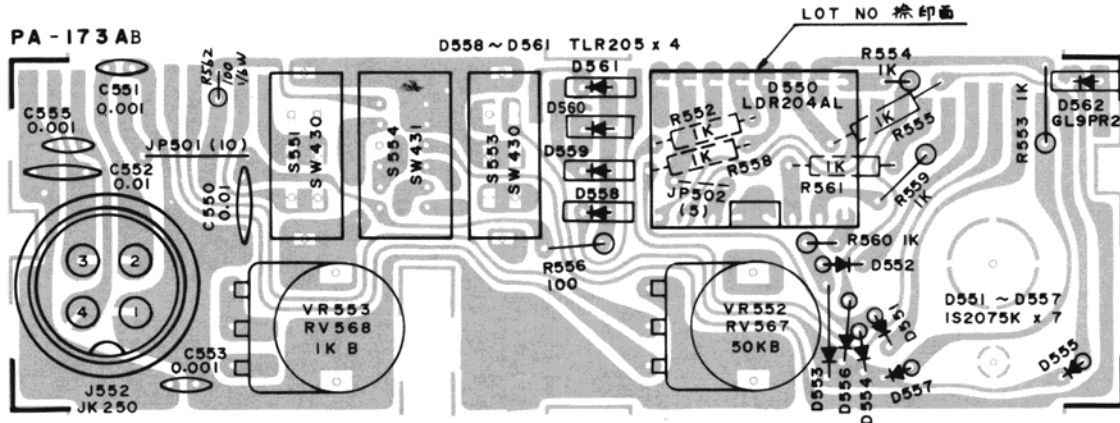 LOT NO 捺印面
PA-173AB
D558~D561 TLR205 x 4
R562
100
1/6W
C551
0.001
C555
0.001
JP501 (10)
C552
0.01
C550
0.01
S551
SW430
S554
SW431
S553
SW430
D561
D560
D559
D558
D550
LDR204AL
R552
1K
1K
R558
JP502
(5)
R554
1K
1K
R555
1K
R561
R559
1K
R553 1K
D562
GL9PR2
R556
100
R560 1K
D552
3
2
4
1
J552
JK250
C553
0.001
VR553
RV568
1K B
VR552
RV567
50KB
D551 ~ D557
IS2075K x 7
D551
D553
D556
D554
D557
D555